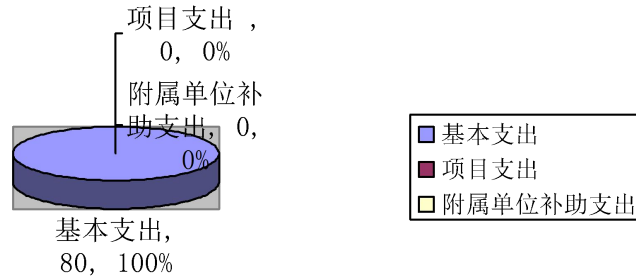 项目支出 ,
0, 0%
附属单位补
助支出, 0,
0%
基本支出,
80, 100%
基本支出
项目支出
附属单位补助支出